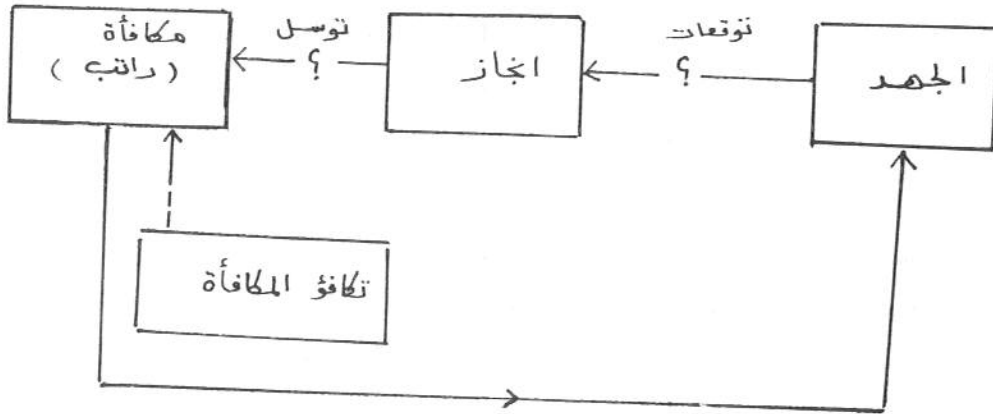 الجهد
توقعات
؟
انجاز
توسل
؟
مكافأة
(راتب)
تكافؤ المكافأة